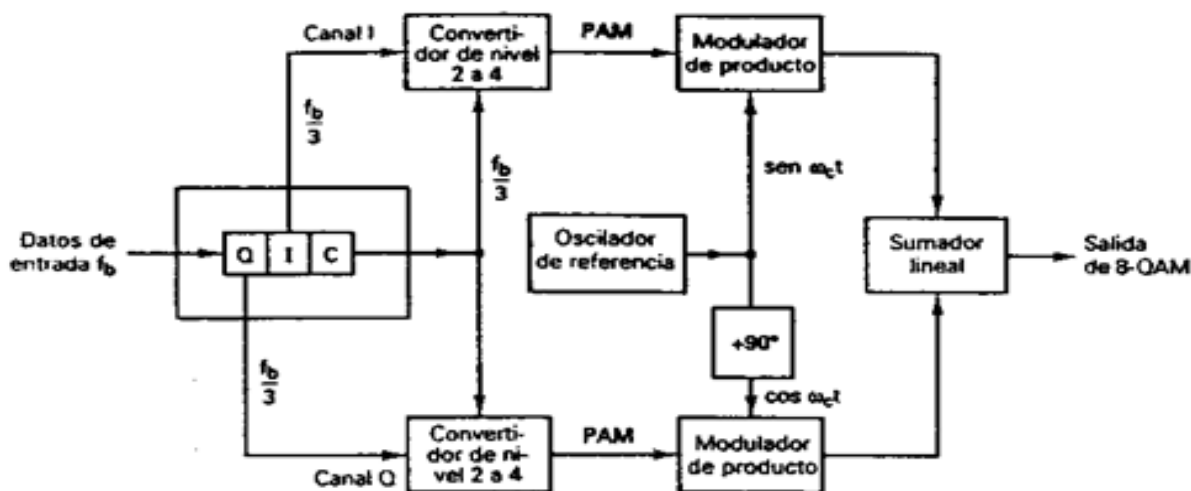 Canal I
Converti-
dor de nivel
2 a 4
PAM
Modulador
de producto
f_b
3
f_b
3
sen ω_c t
Datos de
entrada f_b
Q I C
Oscilador
de referencia
Sumador
lineal
Salida
de 8-QAM
+90°
f_b
3
cos ω_c t
Canal Q
Converti-
dor de ni-
vel 2 a 4
PAM
Modulador
de producto